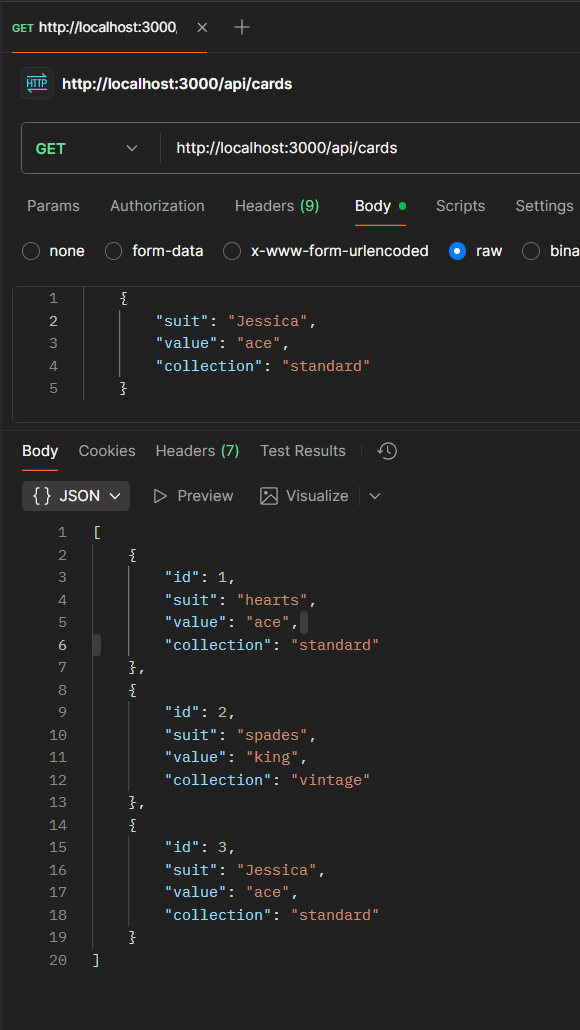 GET http://localhost:3000,
http://localhost:3000/api/cards
GET http://localhost:3000/api/cards
Params Authorization Headers (9) Body Scripts Settings
none form-data x-www-form-urlencoded raw bina
1 {
2 "suit": "Jessica",
3 "value": "ace",
4 "collection": "standard"
5 }
Body Cookies Headers (7) Test Results
{} JSON Preview Visualize
1 [
2 {
3 "id": 1,
4 "suit": "hearts",
5 "value": "ace",
6 "collection": "standard"
7 },
8 {
9 "id": 2,
10 "suit": "spades",
11 "value": "king",
12 "collection": "vintage"
13 },
14 {
15 "id": 3,
16 "suit": "Jessica",
17 "value": "ace",
18 "collection": "standard"
19 }
20 ]